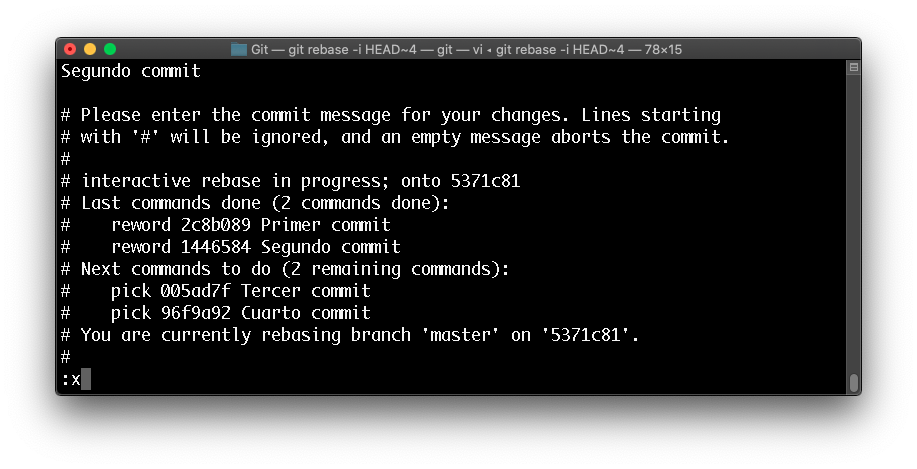 Git — git rebase -i HEAD~4 — git — vi ◂ git rebase -i HEAD~4 — 78×15
Segundo commit
# Please enter the commit message for your changes. Lines starting
# with '#' will be ignored, and an empty message aborts the commit.
#
# interactive rebase in progress; onto 5371c81
# Last commands done (2 commands done):
#    reword 2c8b089 Primer commit
#    reword 1446584 Segundo commit
# Next commands to do (2 remaining commands):
#    pick 005ad7f Tercer commit
#    pick 96f9a92 Cuarto commit
# You are currently rebasing branch 'master' on '5371c81'.
#
:x